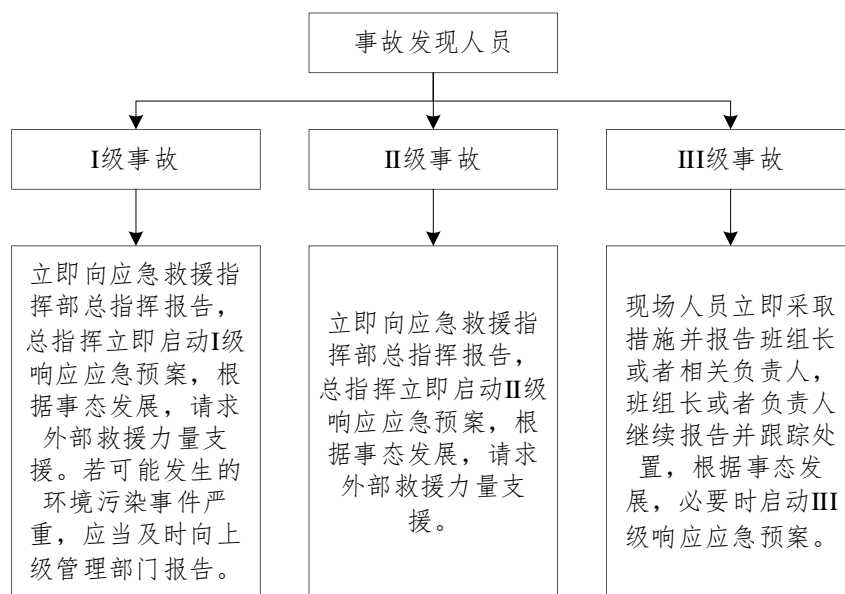 事故发现人员
I级事故
II级事故
III级事故
立即向应急救援指
挥部总指挥报告，
总指挥立即启动I级
响应应急预案，根
据事态发展，请求
外部救援力量支
援。若可能发生的
环境污染事件严
重，应当及时向上
级管理部门报告。
立即向应急救援指
挥部总指挥报告，
总指挥立即启动II级
响应应急预案，根
据事态发展，请求
外部救援力量支
援。
现场人员立即采取
措施并报告班组长
或者相关负责人，
班组长或者负责人
继续报告并跟踪处
置，根据事态发
展，必要时启动III
级响应应急预案。